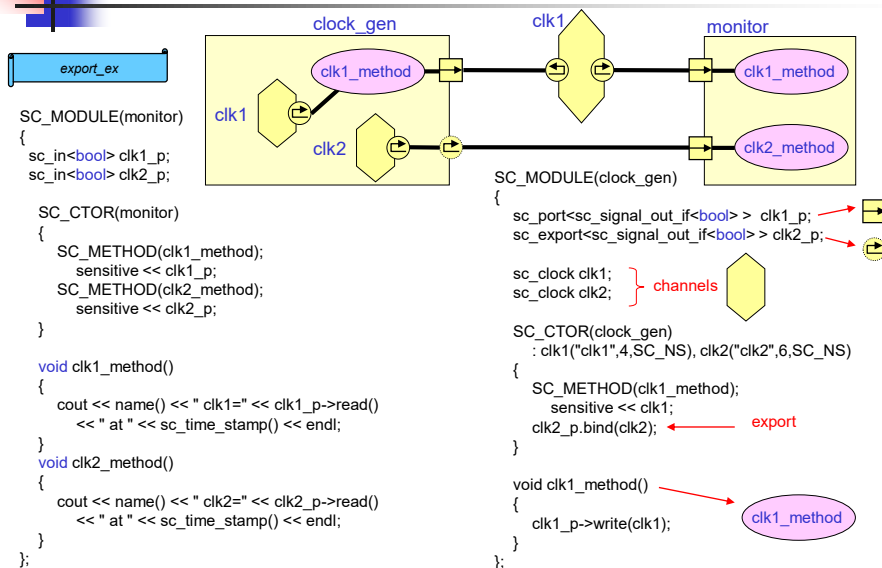 clock_gen
clk1
monitor
export_ex
clk1_method
clk1_method
clk1
clk2
clk2_method
SC_MODULE(monitor)
{
sc_in<bool> clk1_p;
sc_in<bool> clk2_p;
SC_CTOR(monitor)
{
SC_METHOD(clk1_method);
sensitive << clk1_p;
SC_METHOD(clk2_method);
sensitive << clk2_p;
}
void clk1_method()
{
cout << name() << " clk1=" << clk1_p->read()
<< " at " << sc_time_stamp() << endl;
}
void clk2_method()
{
cout << name() << " clk2=" << clk2_p->read()
<< " at " << sc_time_stamp() << endl;
}
};
SC_MODULE(clock_gen)
{
sc_port<sc_signal_out_if<bool> > clk1_p;
sc_export<sc_signal_out_if<bool> > clk2_p;
sc_clock clk1;
sc_clock clk2;
channels
SC_CTOR(clock_gen)
: clk1("clk1",4,SC_NS), clk2("clk2",6,SC_NS)
{
SC_METHOD(clk1_method);
sensitive << clk1;
clk2_p.bind(clk2);
export
}
void clk1_method()
{
clk1_p->write(clk1);
}
};
clk1_method